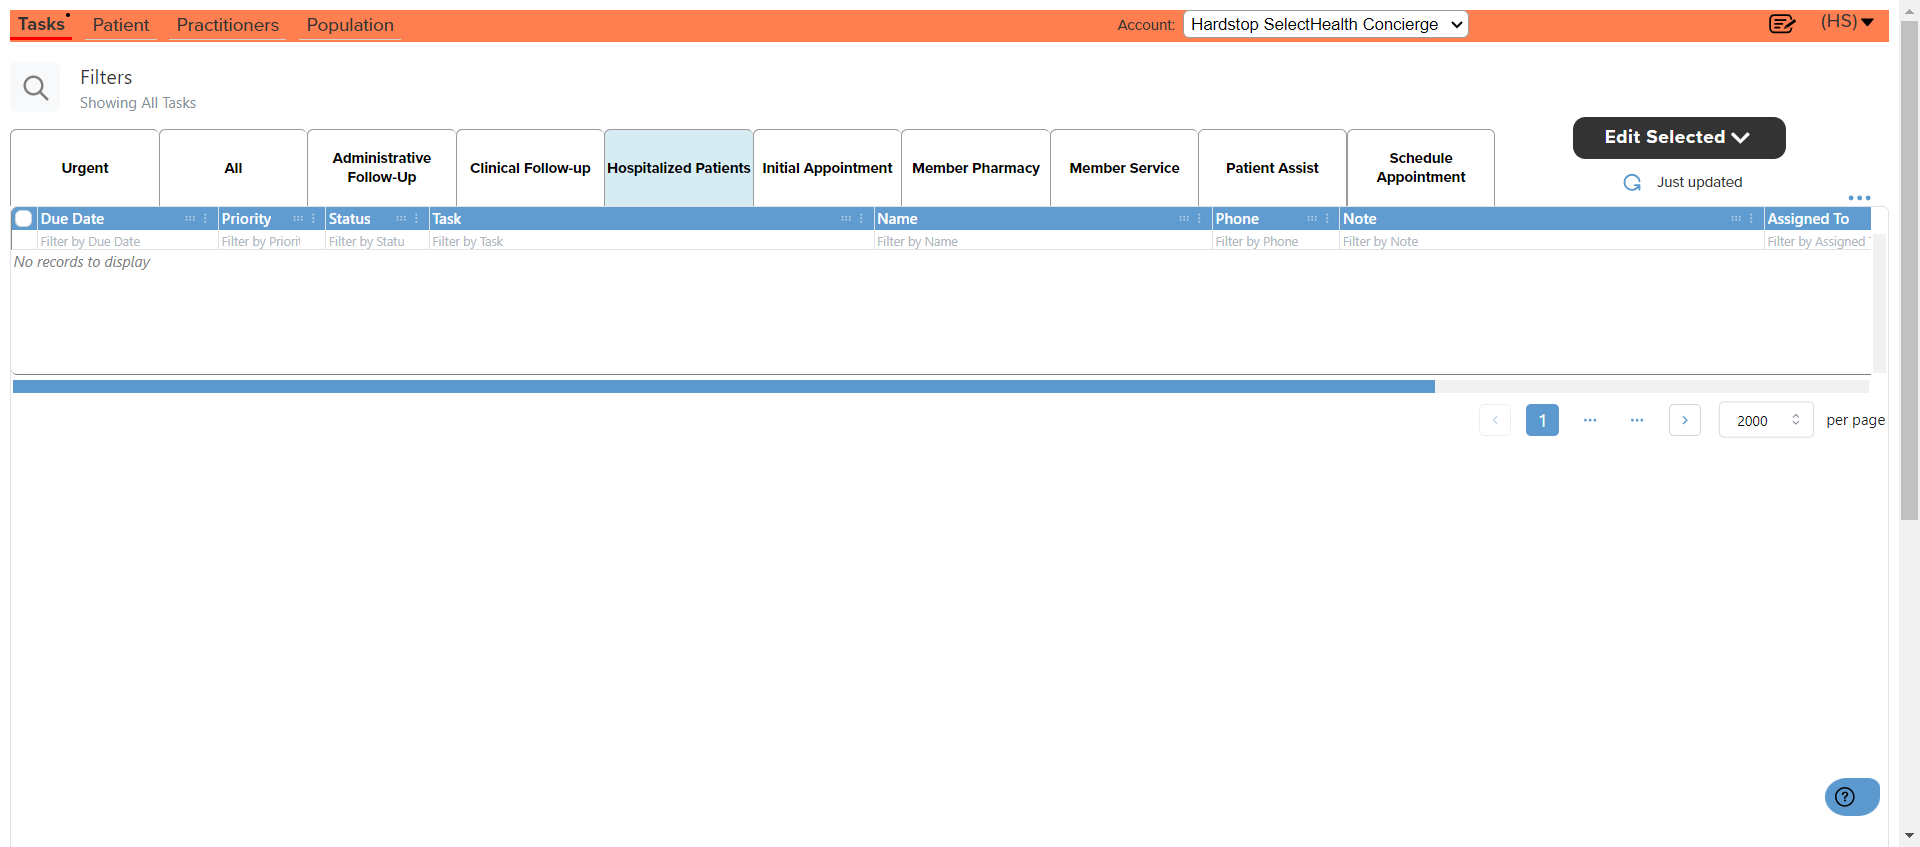 Tasks Patient Practitioners Population Account: Hardstop SelectHealth Concierge (HS)
Filters
Showing All Tasks
Urgent
All
Administrative
Follow-Up
Clinical Follow-up
Hospitalized Patients
Initial Appointment
Member Pharmacy
Member Service
Patient Assist
Schedule
Appointment
Edit Selected
Just updated
Due Date Priority Status Task Name Phone Note Assigned To
Filter by Due Date Filter by Priorit Filter by Statu Filter by Task Filter by Name Filter by Phone Filter by Note Filter by Assigned
No records to display
1 2000 per page